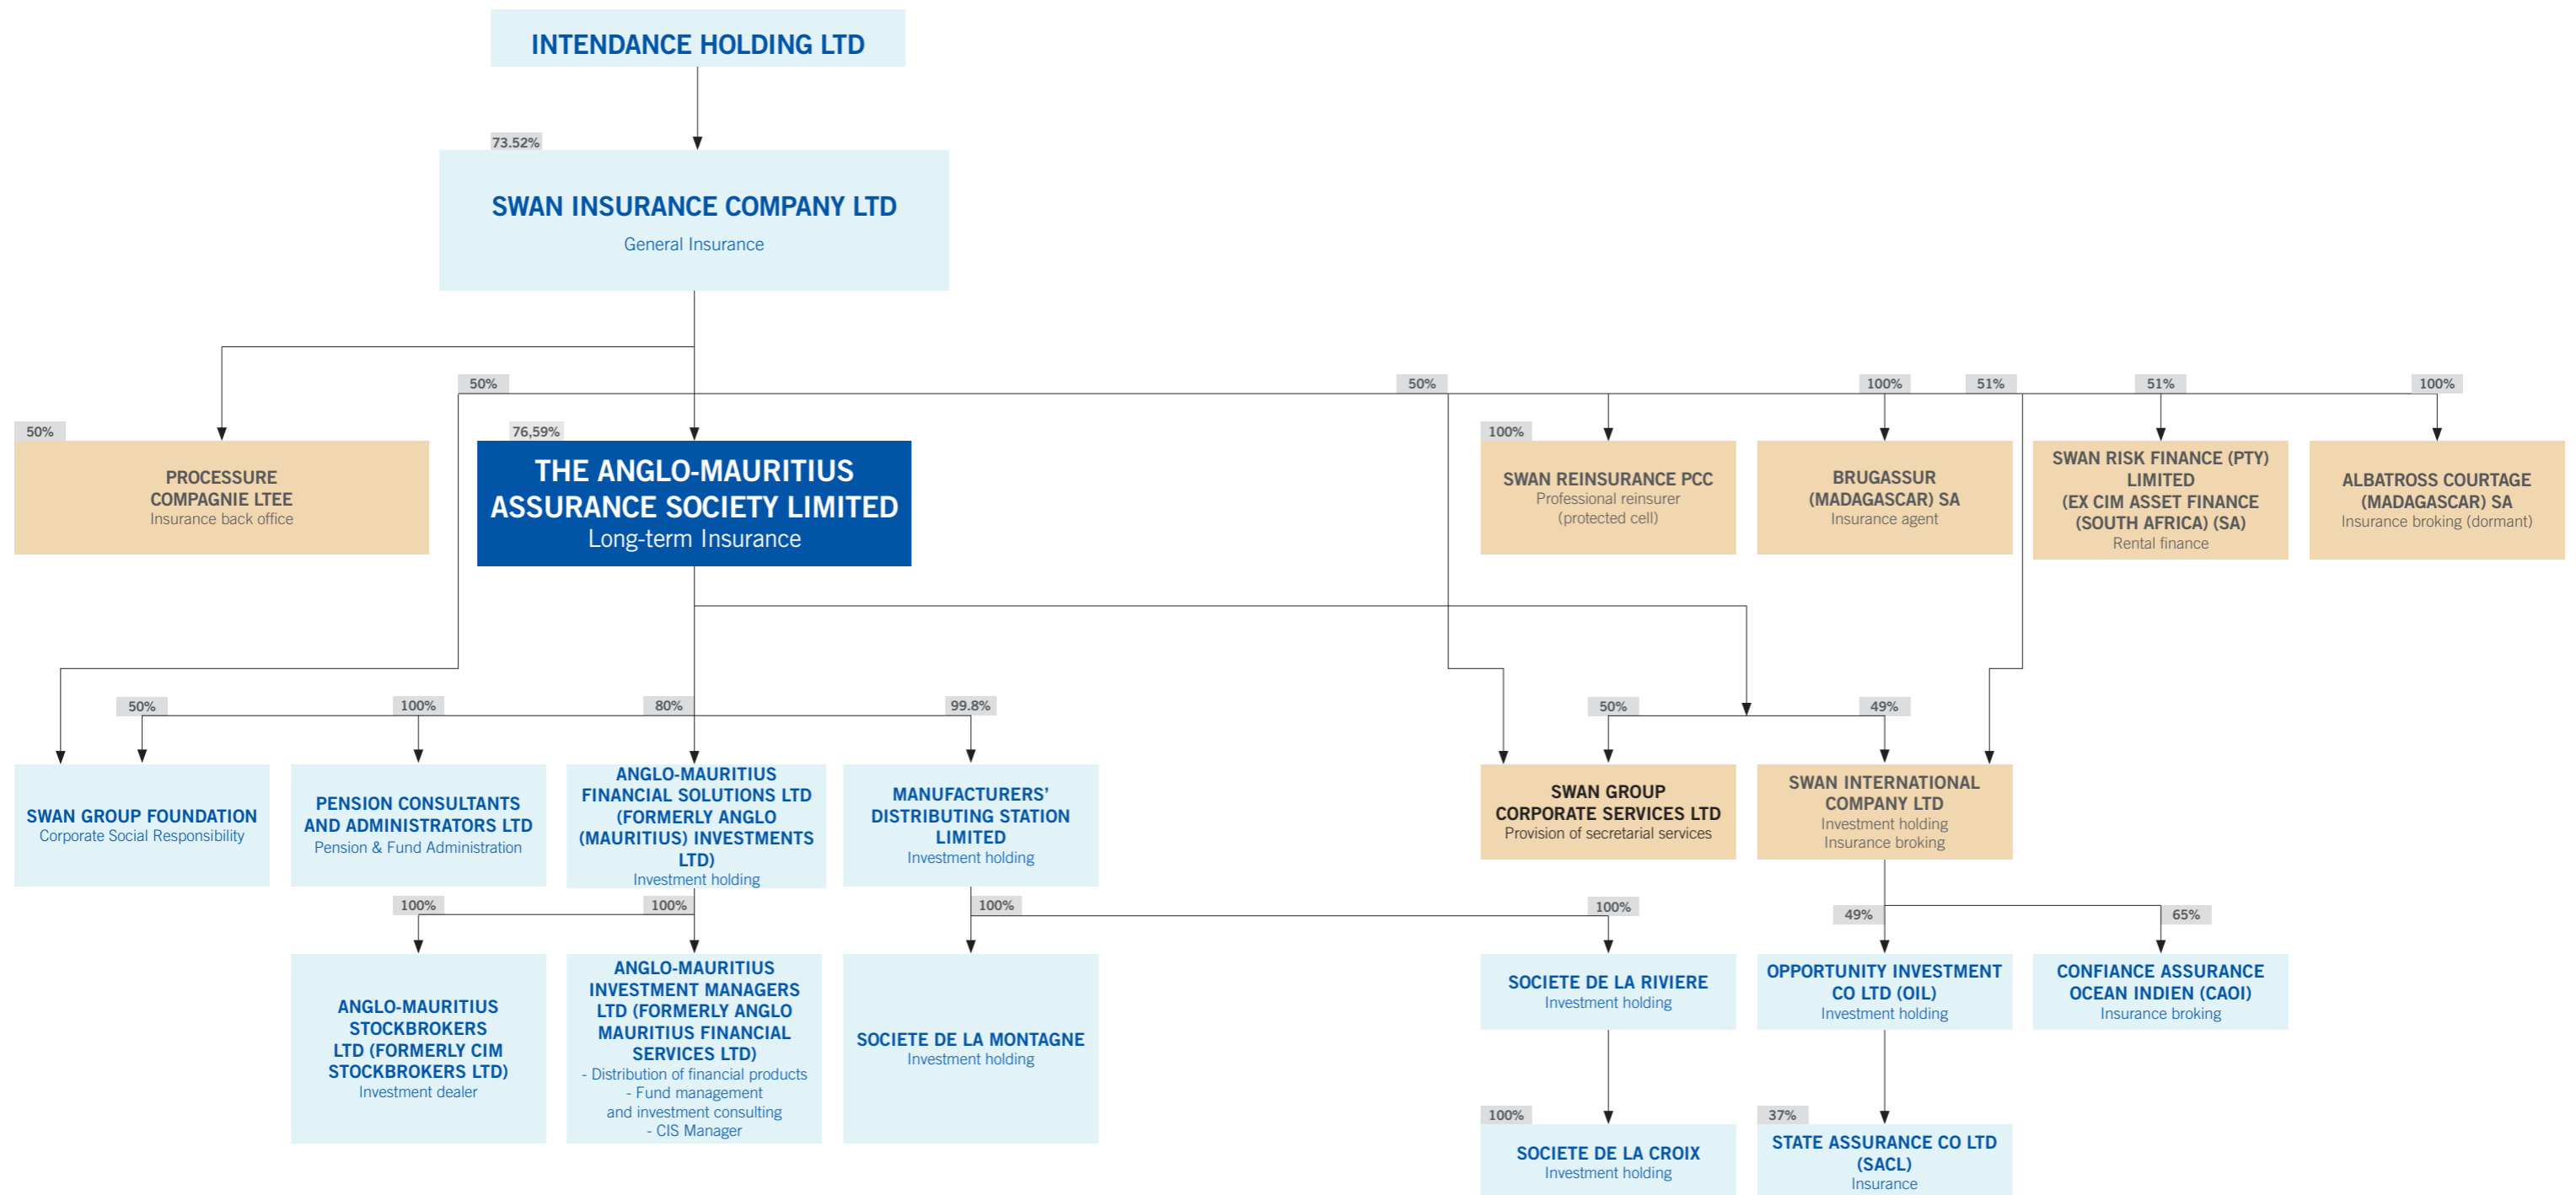 INTENDANCE HOLDING LTD
73.52%
SWAN INSURANCE COMPANY LTD
General Insurance
50%
50%
100%
51%
51%
100%
50%
PROCESSURE
COMPAGNIE LTEE
Insurance back office
76,59%
THE ANGLO-MAURITIUS
ASSURANCE SOCIETY LIMITED
Long-term Insurance
100%
SWAN REINSURANCE PCC
Professional reinsurer
(protected cell)
BRUGASSUR
(MADAGASCAR) SA
Insurance agent
SWAN RISK FINANCE (PTY)
LIMITED
(EX CIM ASSET FINANCE
(SOUTH AFRICA) (SA)
Rental finance
ALBATROSS COURTAGE
(MADAGASCAR) SA
Insurance broking (dormant)
50%
100%
80%
99.8%
50%
49%
SWAN GROUP FOUNDATION
Corporate Social Responsibility
PENSION CONSULTANTS
AND ADMINISTRATORS LTD
Pension & Fund Administration
ANGLO-MAURITIUS
FINANCIAL SOLUTIONS LTD
(FORMERLY ANGLO
(MAURITIUS) INVESTMENTS
LTD)
Investment holding
MANUFACTURERS’
DISTRIBUTING STATION
LIMITED
Investment holding
SWAN GROUP
CORPORATE SERVICES LTD
Provision of secretarial services
SWAN INTERNATIONAL
COMPANY LTD
Investment holding
Insurance broking
100%
100%
100%
100%
49%
65%
ANGLO-MAURITIUS
STOCKBROKERS
LTD (FORMERLY CIM
STOCKBROKERS LTD)
Investment dealer
ANGLO-MAURITIUS
INVESTMENT MANAGERS
LTD (FORMERLY ANGLO
MAURITIUS FINANCIAL
SERVICES LTD)
- Distribution of financial products
- Fund management
and investment consulting
- CIS Manager
SOCIETE DE LA MONTAGNE
Investment holding
SOCIETE DE LA RIVIERE
Investment holding
OPPORTUNITY INVESTMENT
CO LTD (OIL)
Investment holding
CONFIANCE ASSURANCE
OCEAN INDIEN (CAOI)
Insurance broking
100%
37%
SOCIETE DE LA CROIX
Investment holding
STATE ASSURANCE CO LTD
(SACL)
Insurance